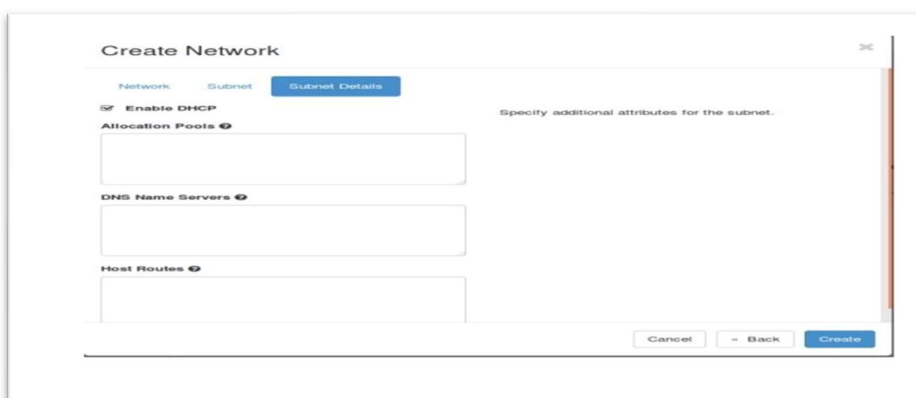 Create Network
Network Subnet Subnet Details
Enable DHCP
Specify additional attributes for the subnet.
Allocation Pools
DNS Name Servers
Host Routes
Cancel « Back Create